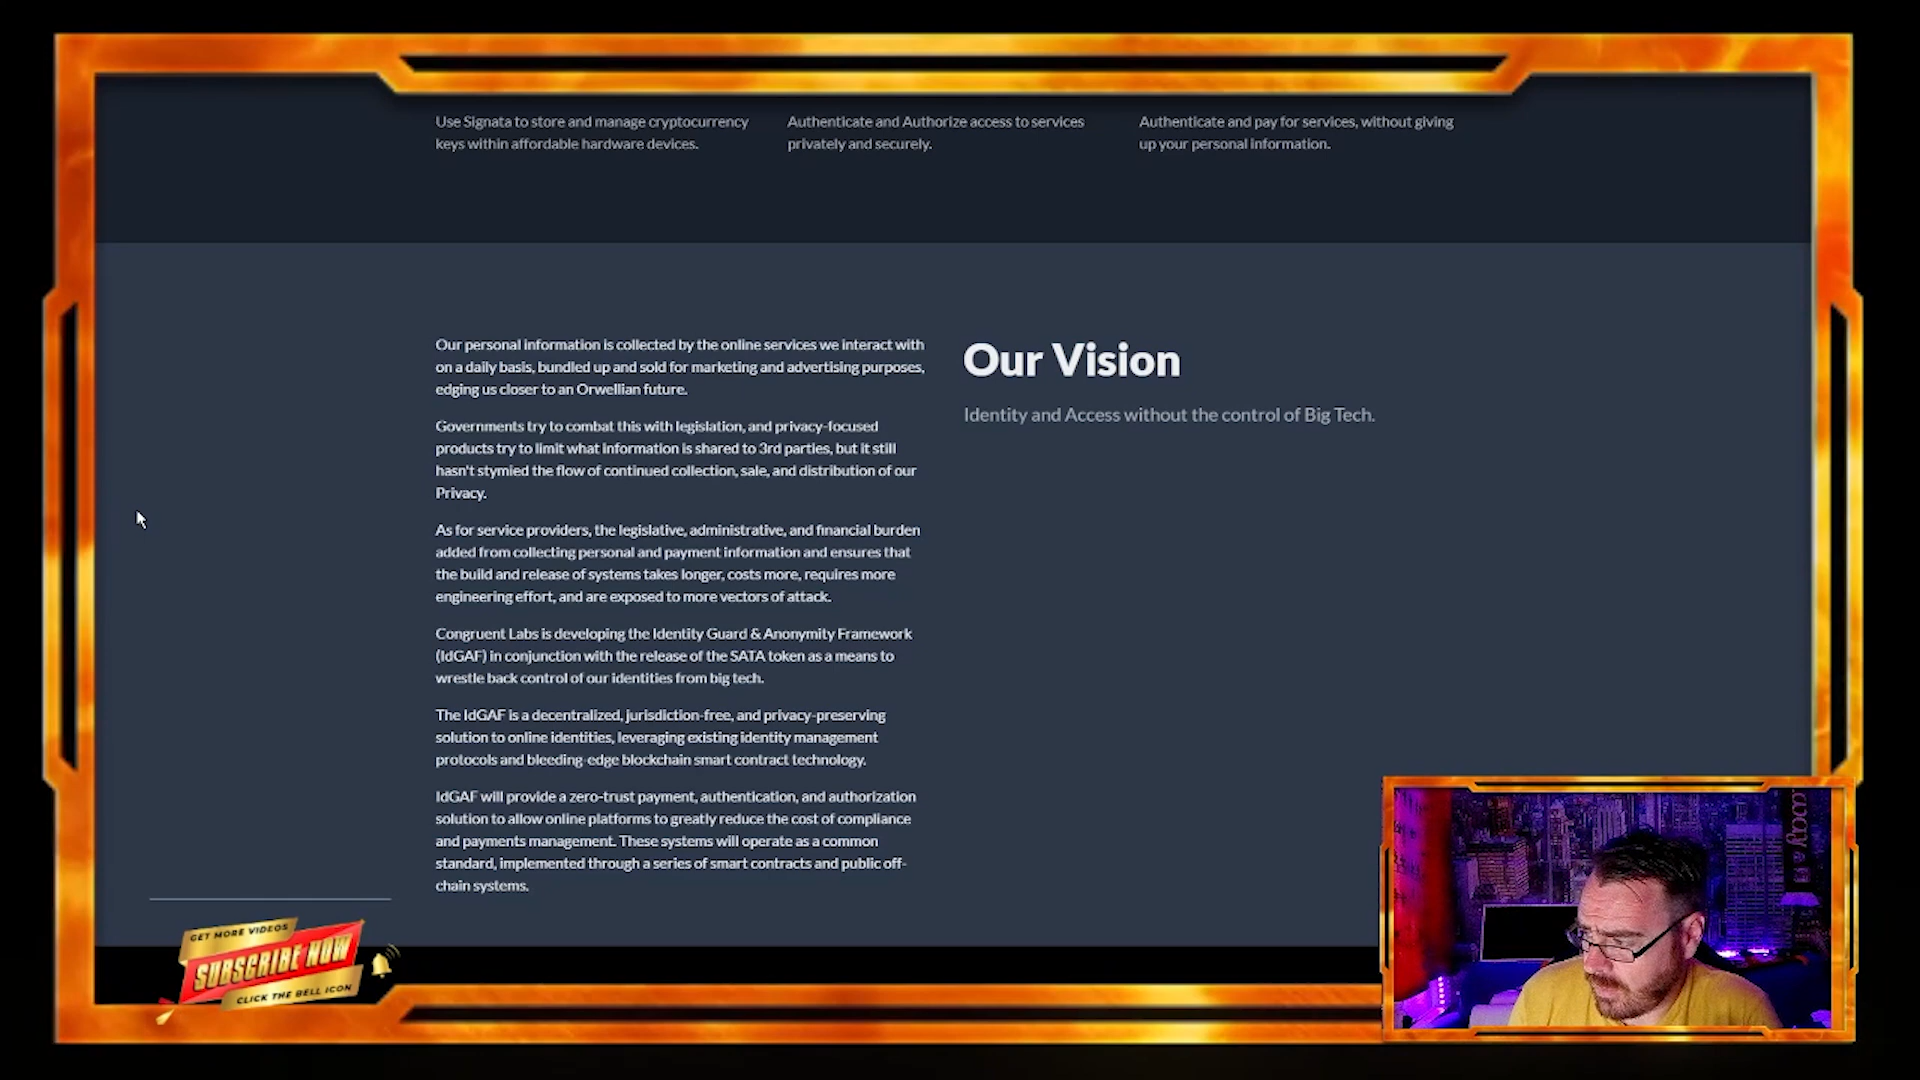 Use Signata to store and manage cryptocurrency
keys within affordable hardware devices.
Authenticate and Authorize access to services
privately and securely.
Authenticate and pay for services, without giving
up your personal information.
Our personal information is collected by the online services we interact with
on a daily basis, bundled up and sold for marketing and advertising purposes,
edging us closer to an Orwellian future.
Governments try to combat this with legislation, and privacy-focused
products try to limit what information is shared to 3rd parties, but it still
hasn't stymied the flow of continued collection, sale, and distribution of our
Privacy.
As for service providers, the legislative, administrative, and financial burden
added from collecting personal and payment information and ensures that
the build and release of systems takes longer, costs more, requires more
engineering effort, and are exposed to more vectors of attack.
Congruent Labs is developing the Identity Guard & Anonymity Framework
(IdGAF) in conjunction with the release of the SATA token as a means to
wrestle back control of our identities from big tech.
The IdGAF is a decentralized, jurisdiction-free, and privacy-preserving
solution to online identities, leveraging existing identity management
protocols and bleeding-edge blockchain smart contract technology.
IdGAF will provide a zero-trust payment, authentication, and authorization
solution to allow online platforms to greatly reduce the cost of compliance
and payments management. These systems will operate as a common
standard, implemented through a series of smart contracts and public off-
chain systems.
Our Vision
Identity and Access without the control of Big Tech.
GET MORE VIDEOS
SUBSCRIBE NOW
CLICK THE BELL ICON